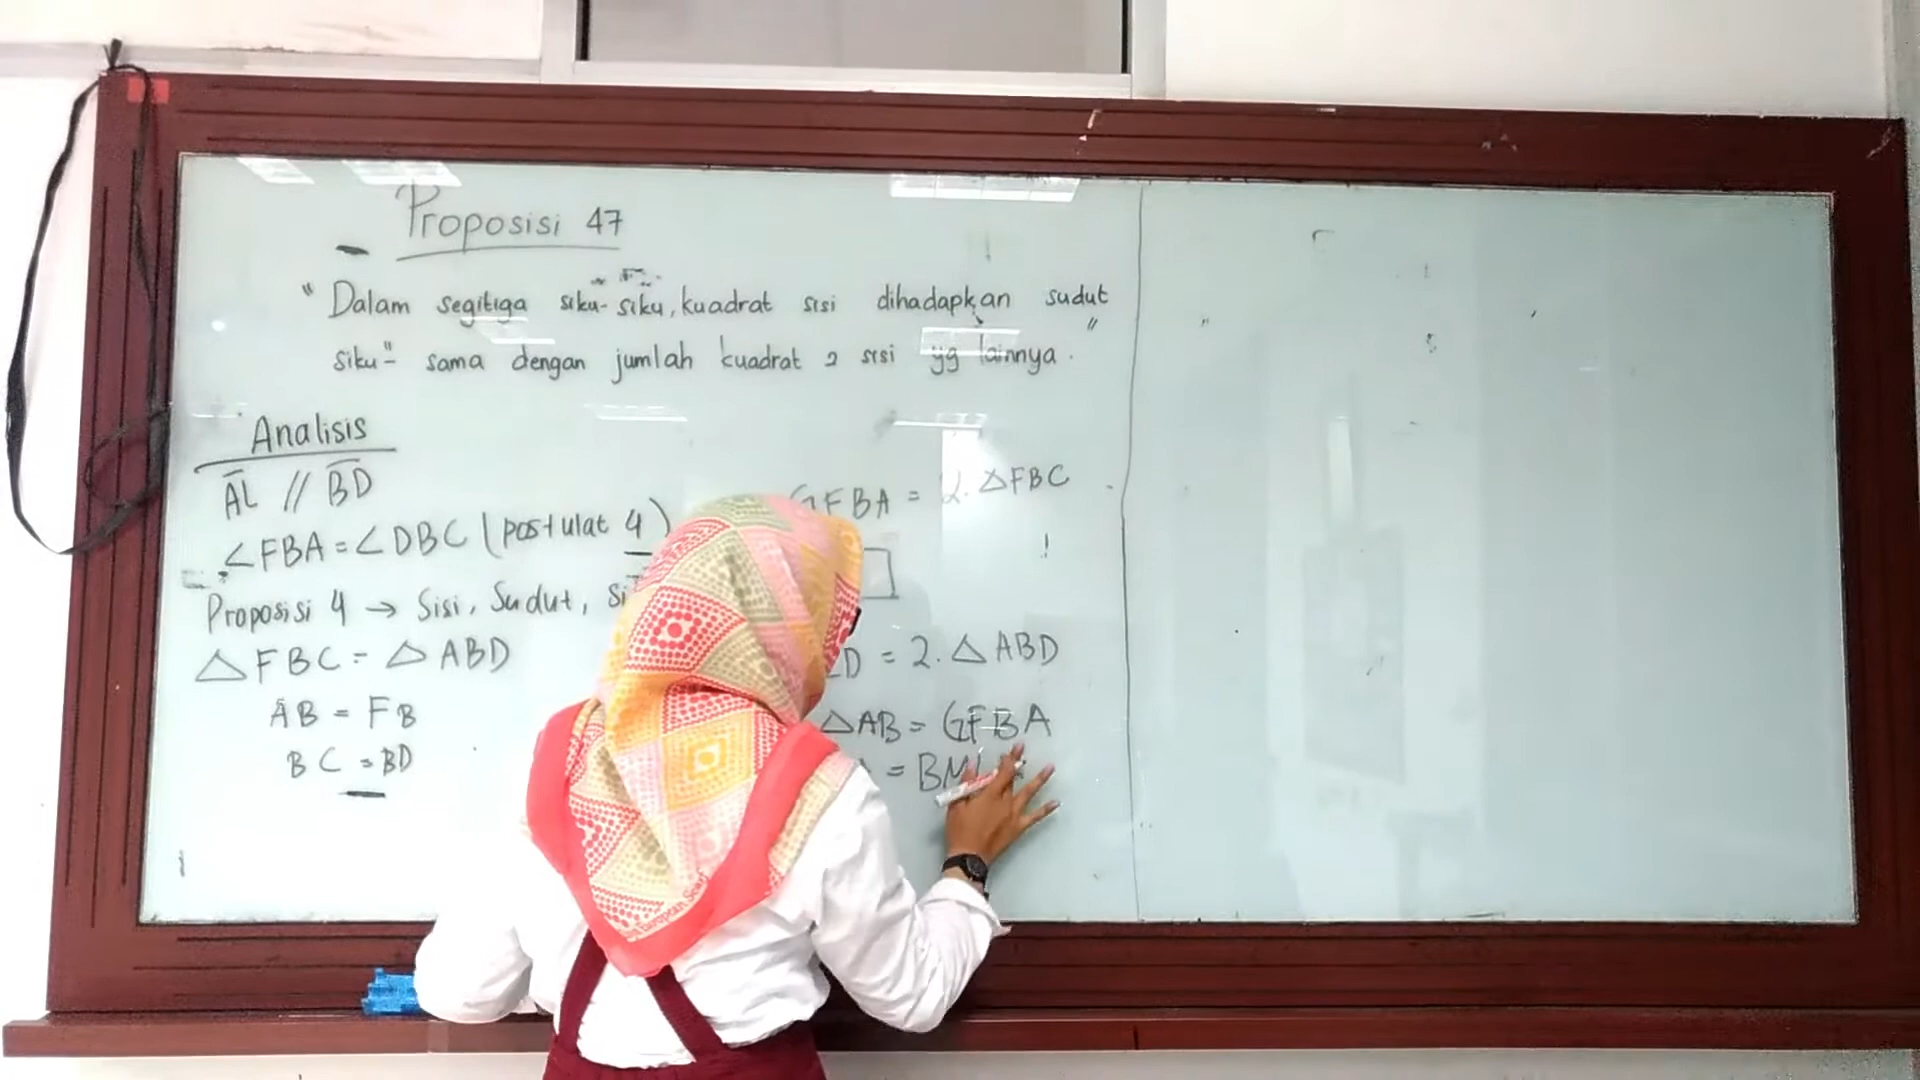 Proposisi 47
" Dalam segitiga siku-siku, kuadrat sisi dihadapkan sudut
siku" sama dengan jumlah kuadrat 2 sisi yg lainnya. "
Analisis
AL // BD
∠FBA = ∠DBC (postulat 4)
Proposisi 4 → Sisi, Sudut,
△FBC = △ABD
AB = FB
BC = BD
GFBA = 2. △FBC
D = 2. △ABD
△AB = GFBA
= BM